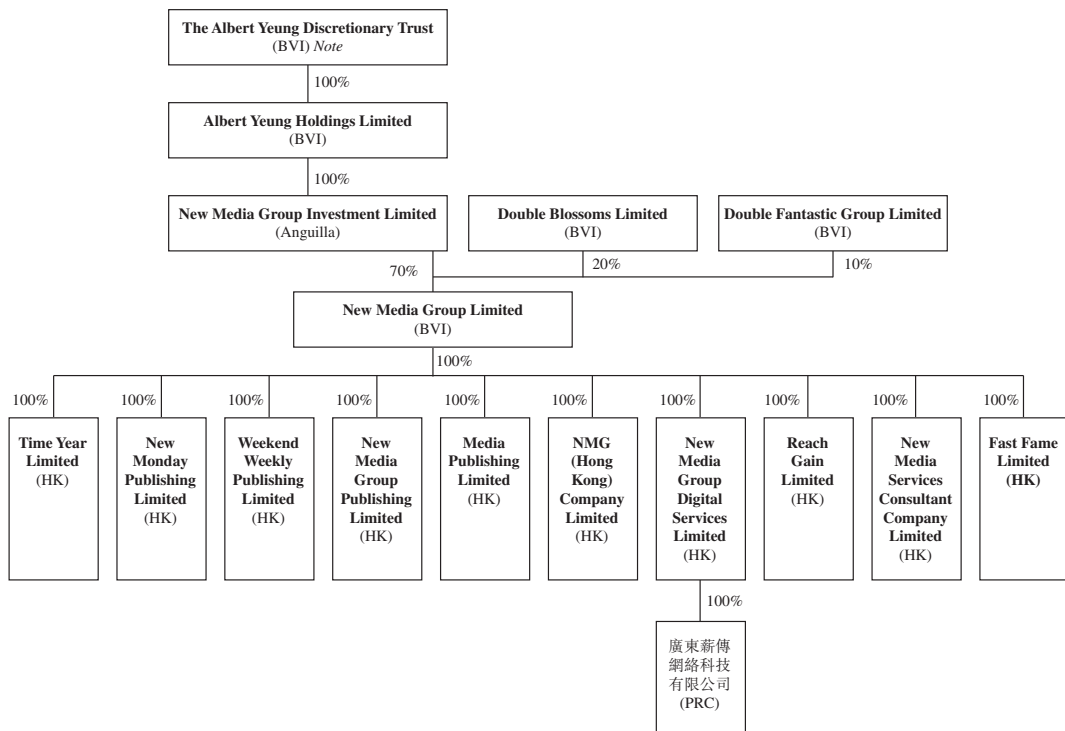 The Albert Yeung Discretionary Trust
(BVI) Note
100%
Albert Yeung Holdings Limited
(BVI)
100%
New Media Group Investment Limited
(Anguilla)
Double Blossoms Limited
(BVI)
Double Fantastic Group Limited
(BVI)
70%
20%
10%
New Media Group Limited
(BVI)
100%
100%
100%
100%
100%
100%
100%
100%
100%
100%
100%
Time Year
Limited
(HK)
New
Monday
Publishing
Limited
(HK)
Weekend
Weekly
Publishing
Limited
(HK)
New
Media
Group
Publishing
Limited
(HK)
Media
Publishing
Limited
(HK)
NMG
(Hong
Kong)
Company
Limited
(HK)
New
Media
Group
Digital
Services
Limited
(HK)
Reach
Gain
Limited
(HK)
New
Media
Services
Consultant
Company
Limited
(HK)
Fast Fame
Limited
(HK)
100%
廣東薪傳
網絡科技
有限公司
(PRC)